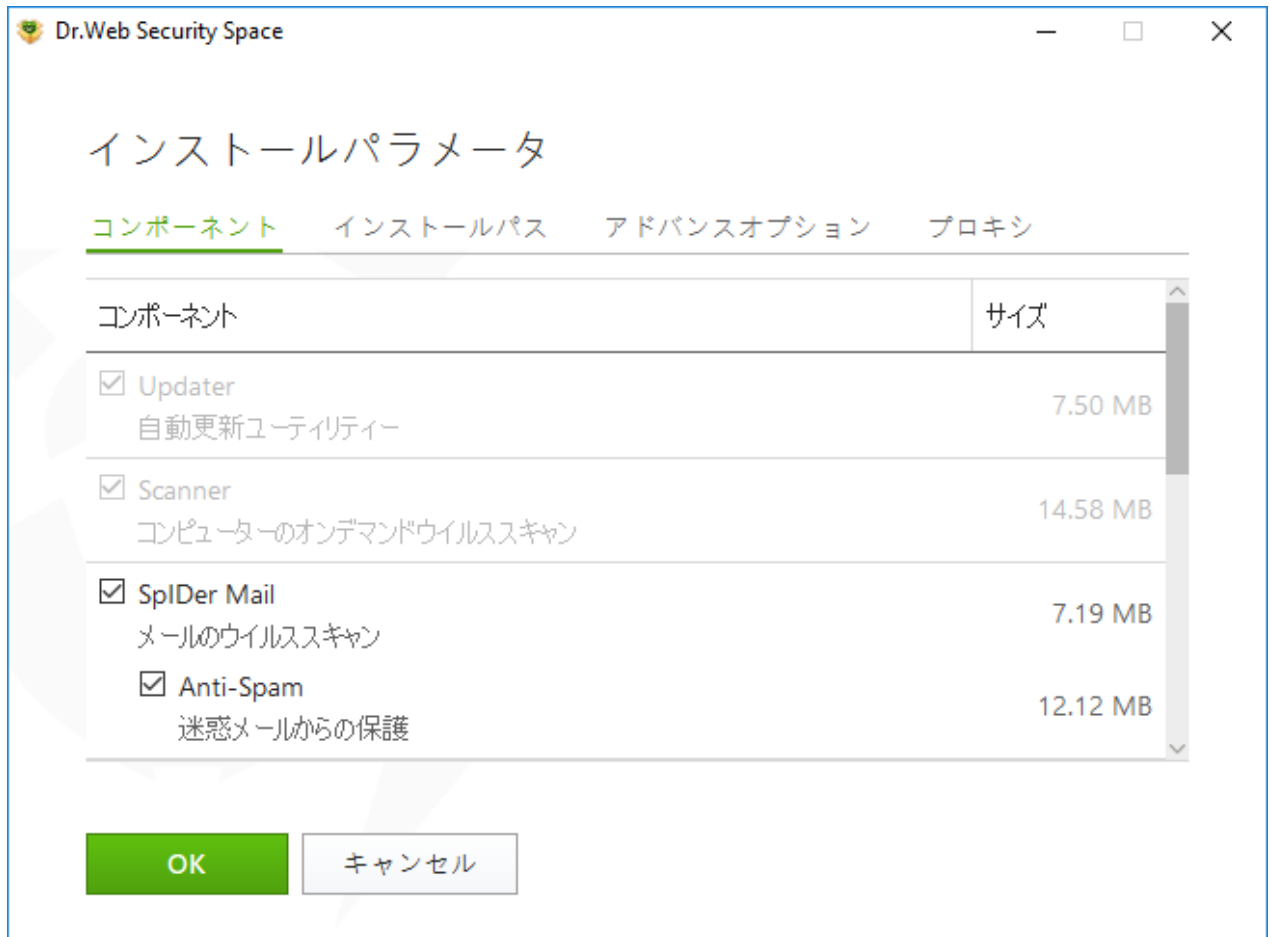 Dr.Web Security Space
インストールパラメータ
コンポーネント インストールパス アドバンスオプション プロキシ
コンポーネント サイズ
Updater
7.50 MB
自動更新ユーティリティー
Scanner
14.58 MB
コンピューターのオンデマンドウイルススキャン
SpIDer Mail
7.19 MB
メールのウイルススキャン
Anti-Spam
12.12 MB
迷惑メールからの保護
OK キャンセル